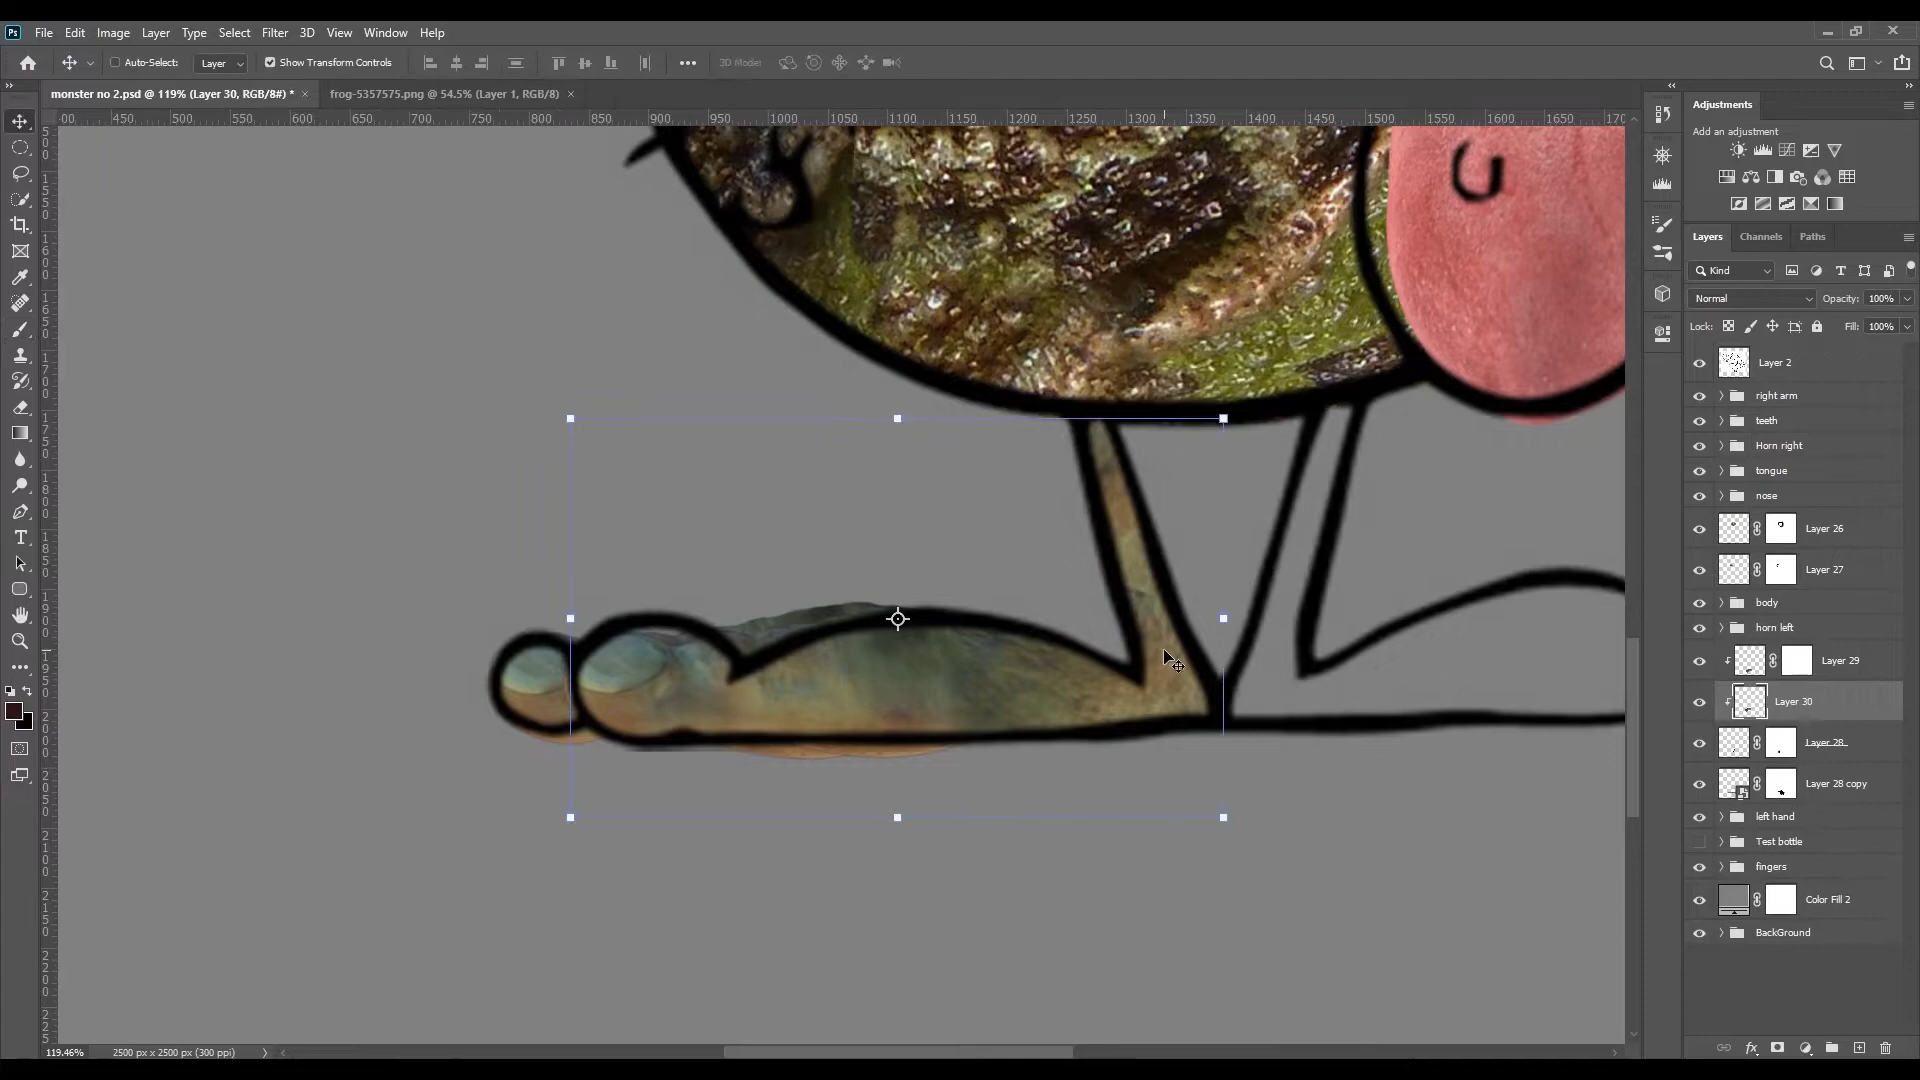 Ps File Edit Image Layer Type Select Filter 3D View Window Help
Auto-Select: Layer Show Transform Controls 3D Mode:
monster no 2.psd @ 119% (Layer 30, RGB/8#) * × frog-5357575.png @ 54.5% (Layer 1, RGB/8) ×
450 500 550 600 650 700 750 800 850 900 950 1000 1050 1100 1150 1200 1250 1300 1350 1400 1450 1500 1550 1600 1650
Adjustments
Add an adjustment
Layers Channels Paths
Kind
Normal Opacity: 100%
Lock: Fill: 100%
Layer 2
right arm
teeth
Horn right
tongue
nose
Layer 26
Layer 27
body
horn left
Layer 29
Layer 30
Layer 28
Layer 28 copy
left hand
Test bottle
fingers
Color Fill 2
BackGround
119.46% 2500 px x 2500 px (300 ppi)